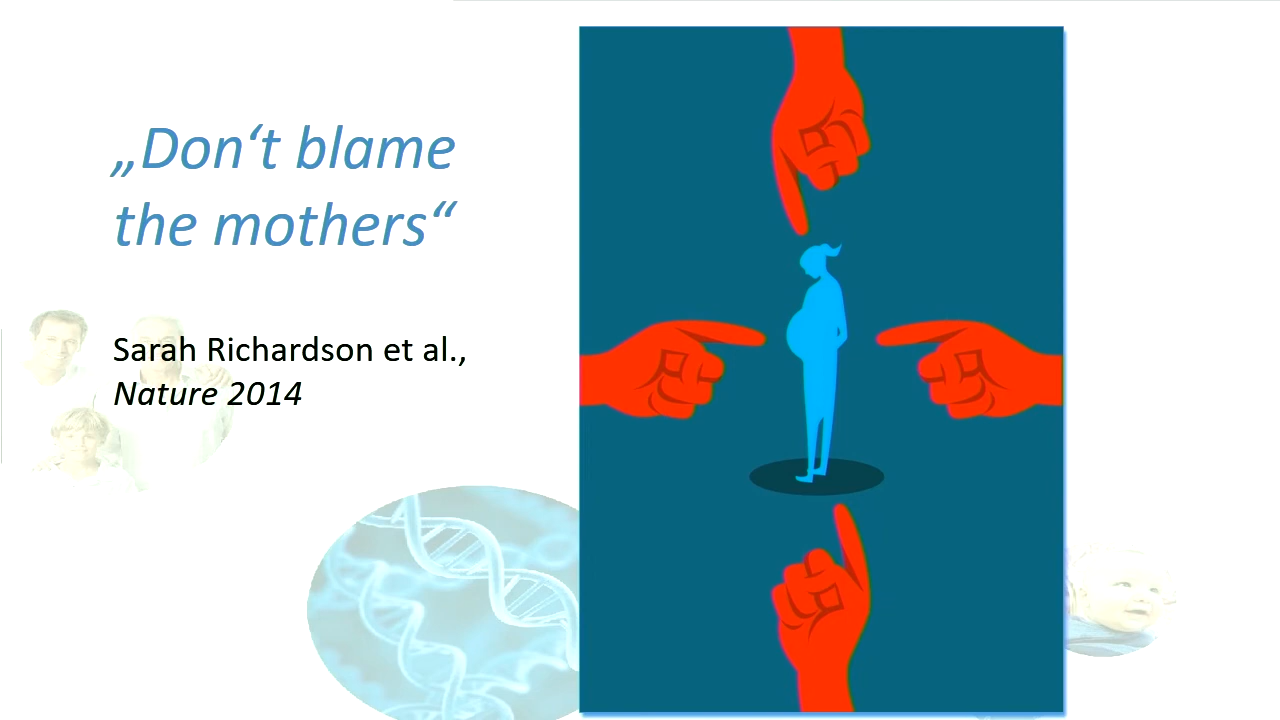 „Don‘t blame
the mothers“
Sarah Richardson et al.,
Nature 2014